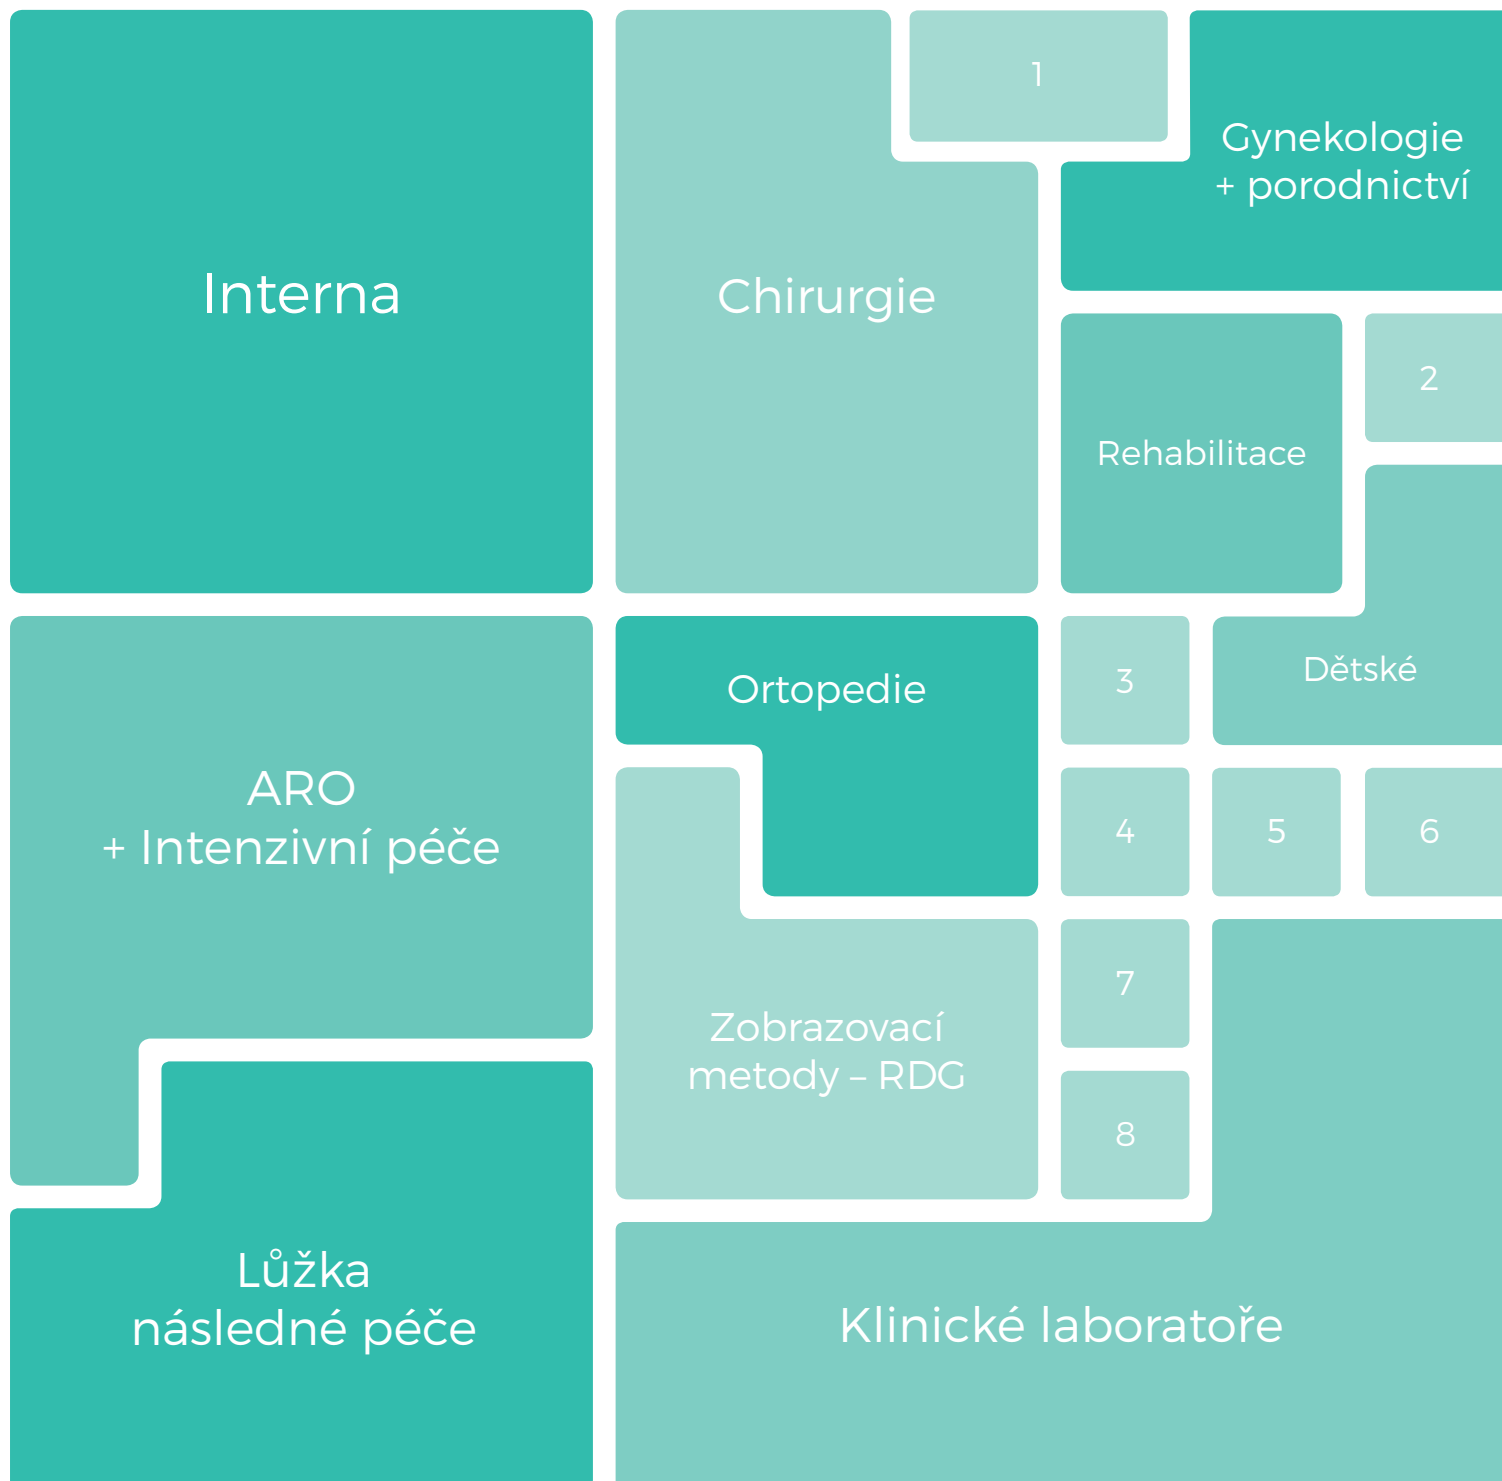 1
Gynekologie
+ porodnictví
Interna
Chirurgie
2
Rehabilitace
Dětské
3
Ortopedie
ARO
+ Intenzivní péče
4
5
6
7
Zobrazovací
metody – RDG
8
Lůžka
následné péče
Klinické laboratoře